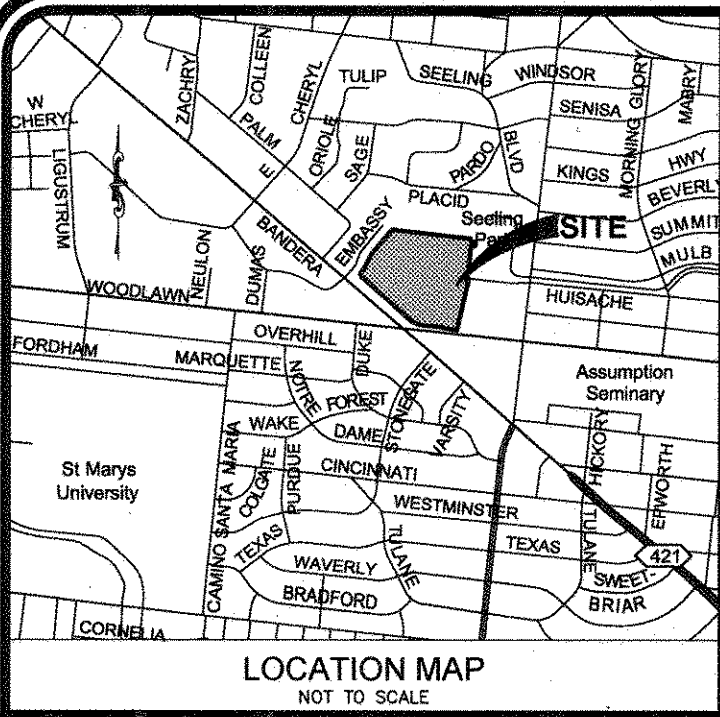 W
CHERYL
LIGUSTRUM
ZACHRY
COLLEEN
CHERYL
TULIP
SEELING
BLVD
WINDSOR
SENISA
MORNING GLORY
MABRY
E PALM
ORIOLE
SAGE
PARDO
KINGS
HWY
BEVERLY
PLACID
EMBASSY
BANDERA
Seeling
Park
SITE
SUMMIT
MULB
NEULON
DUMAS
WOODLAWN
HUISACHE
OVERHILL
DUKE
FORDHAM
MARQUETTE
NOTRE DAME
FOREST
STONEGATE
VARSITY
Assumption
Seminary
WAKE
HICKORY
St Marys
University
CAMINO SANTA MARIA
COLGATE
PURDUE
CINCINNATI
WESTMINSTER
EPWORTH
TEXAS
TULANE
TEXAS
TULANE
421
WAVERLY
SWEET-
BRIAR
BRADFORD
CORNELIA
LOCATION MAP
NOT TO SCALE